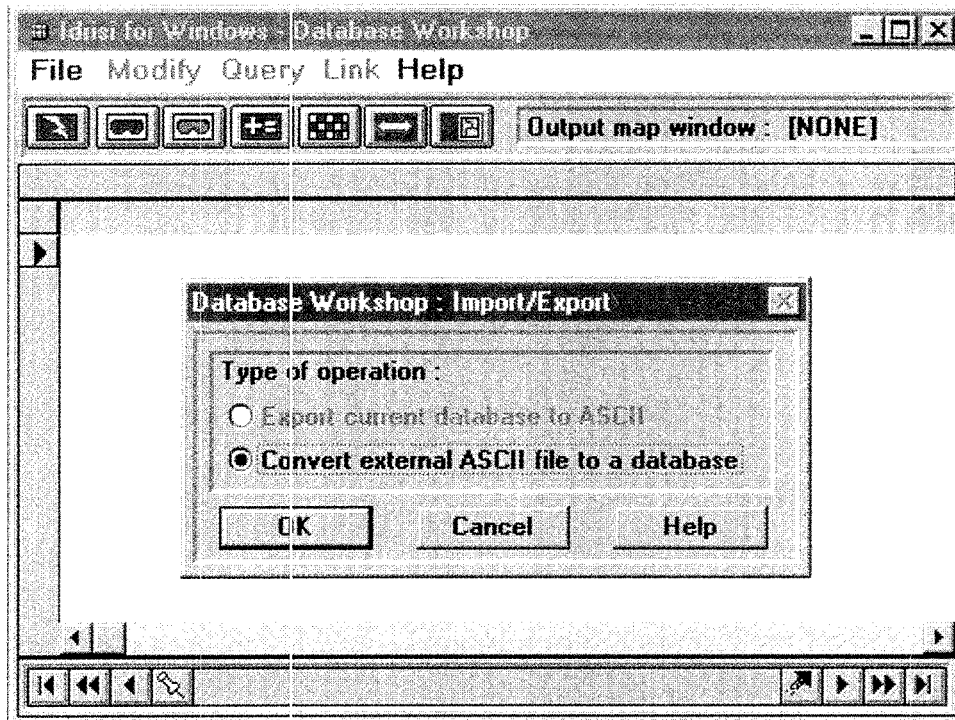 Idrisi for Windows - Database Workshop
File Modify Query Link Help
Output map window : [NONE]
Database Workshop : Import/Export
Type of operation :
Export current database to ASCII
Convert external ASCII file to a database
OK Cancel Help